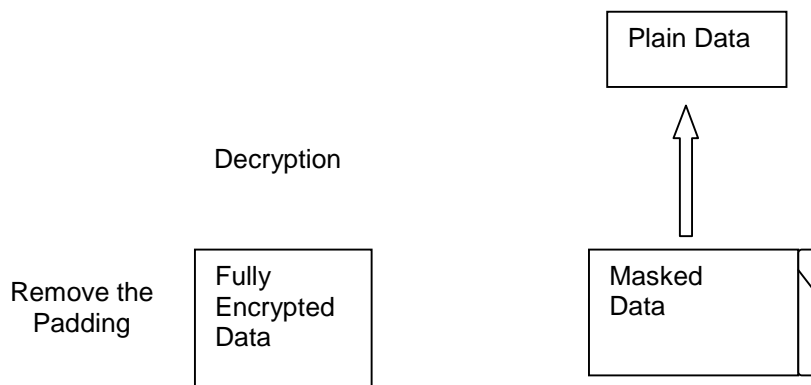 Plain Data
Decryption
Remove the
Padding
Fully
Encrypted
Data
Masked
Data